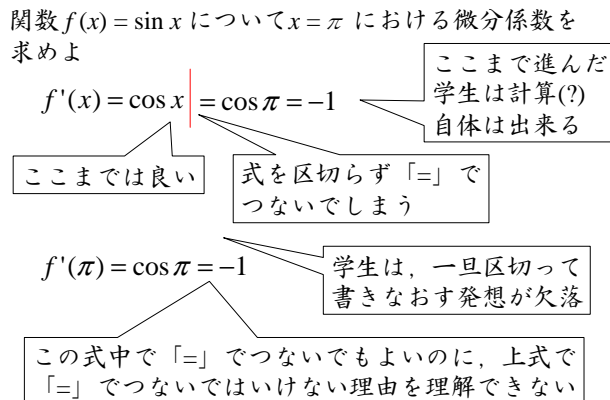 関数 f(x) = sin x について x = π における微分係数を
求めよ
ここまで進んだ
学生は計算(?)
自体は出来る
f'(x) = cos x = cos π = −1
ここまでは良い
式を区切らず「=」で
つないでしまう
f'(π) = cos π = −1
学生は，一旦区切って
書きなおす発想が欠落
この式中で「=」でつないでもよいのに，上式で
「=」でつないではいけない理由を理解できない